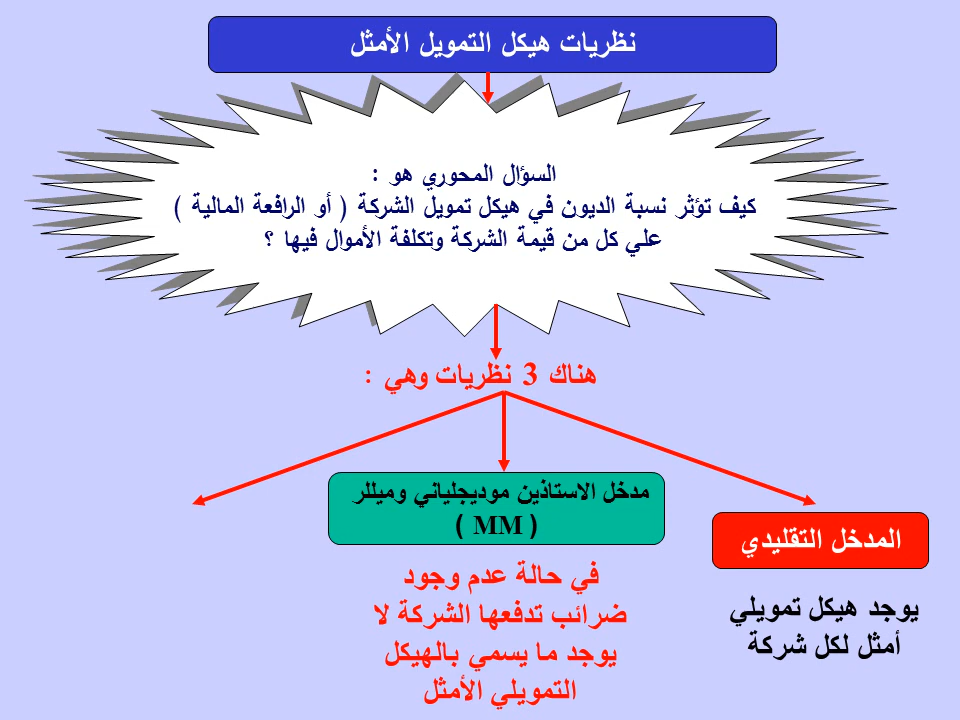 نظريات هيكل التمويل الأمثل
السؤال المحوري هو :
كيف تؤثر نسبة الديون في هيكل تمويل الشركة ( أو الرافعة المالية )
علي كل من قيمة الشركة وتكلفة الأموال فيها ؟
هناك 3 نظريات وهي :
المدخل التقليدي
يوجد هيكل تمويلي
أمثل لكل شركة
مدخل الاستاذين موديجلياني وميللر
( MM )
في حالة عدم وجود
ضرائب تدفعها الشركة لا
يوجد ما يسمي بالهيكل
التمويلي الأمثل